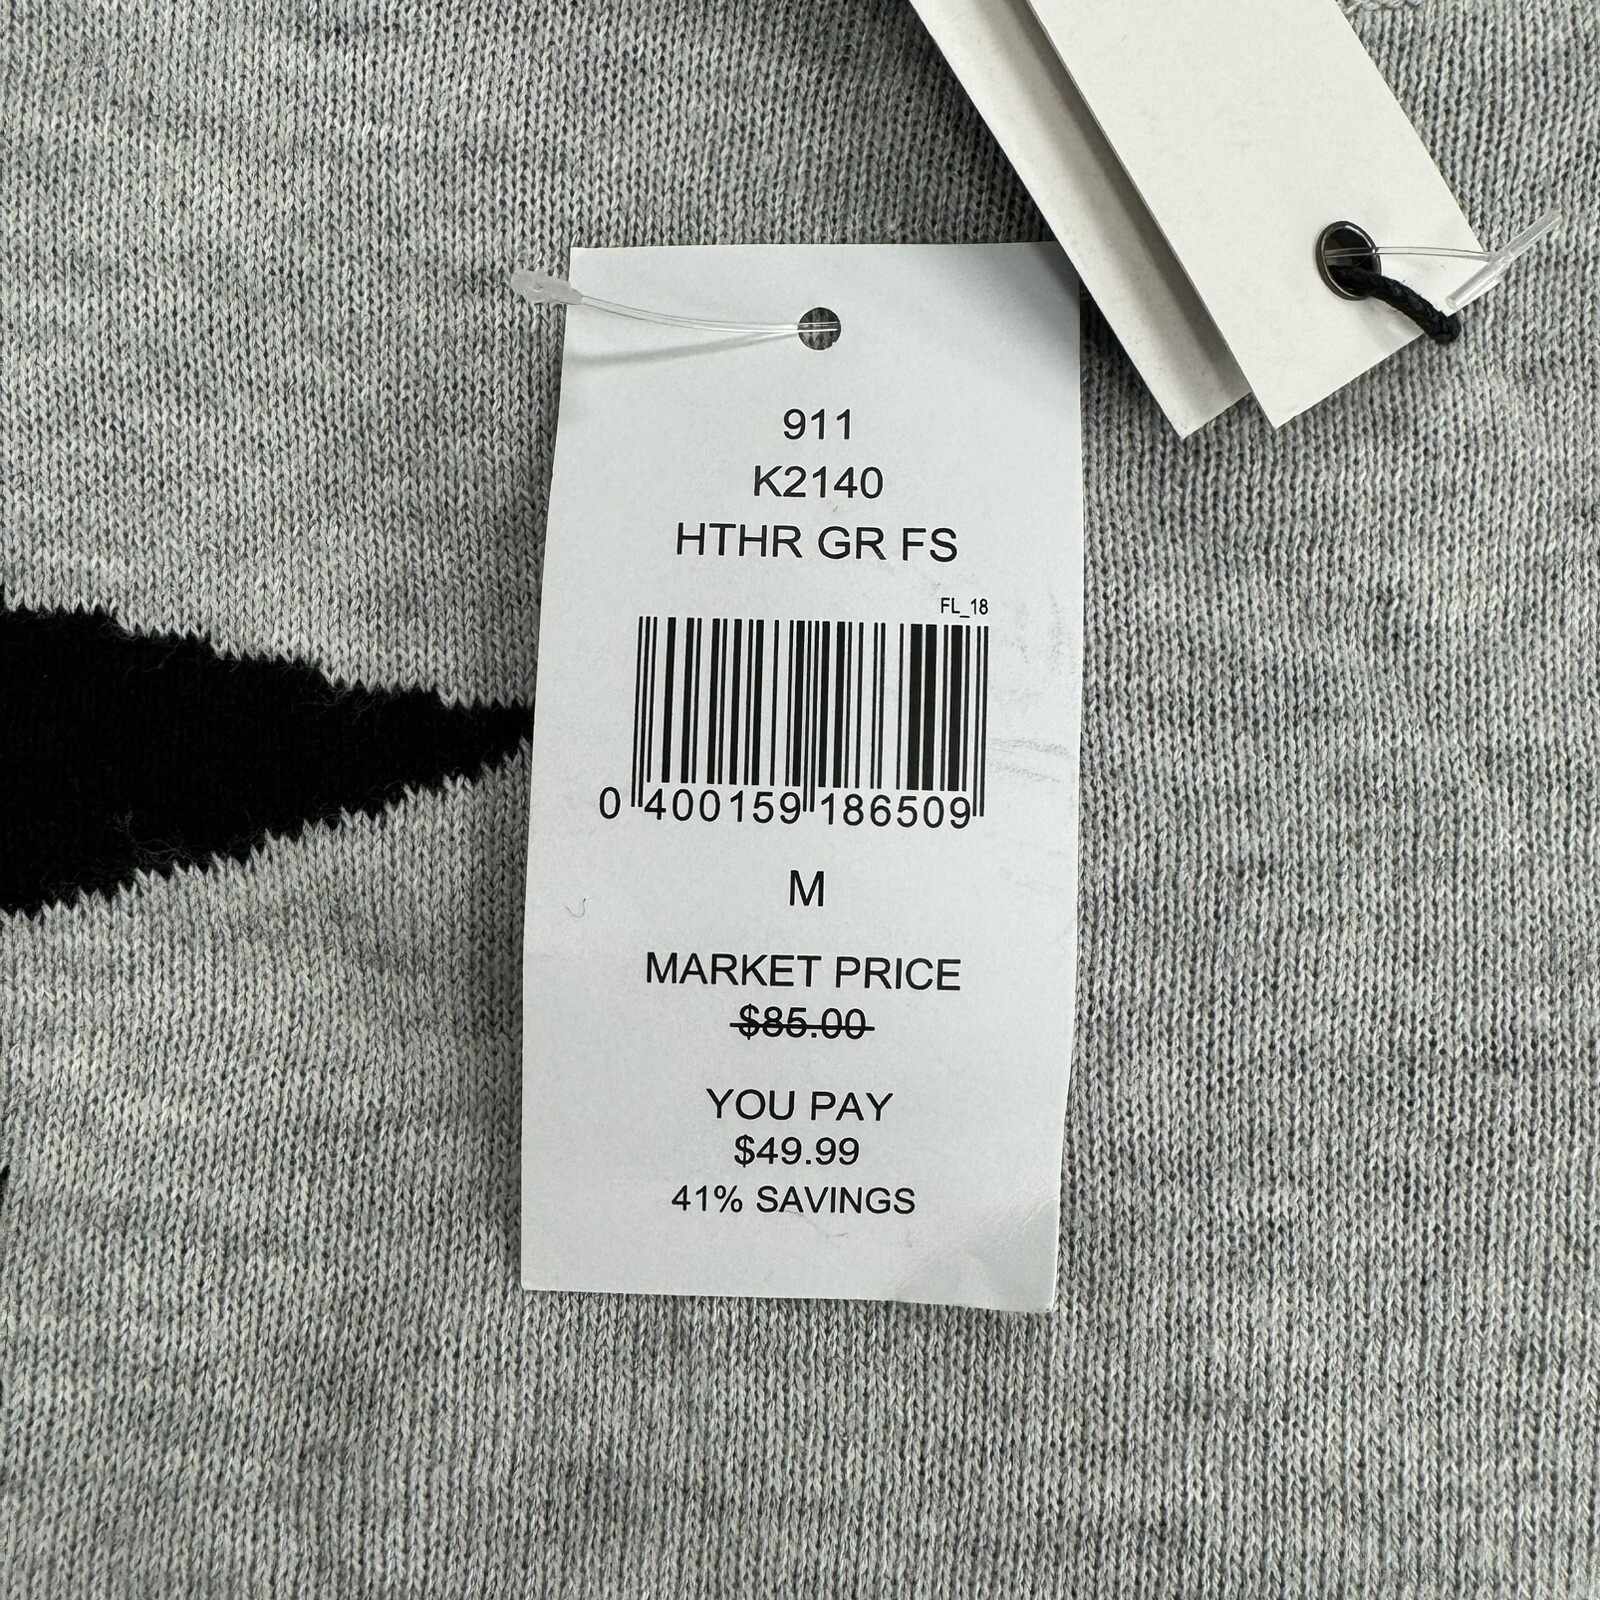 911
K2140
HTHR GR FS
FL_18
0 400159 186509
M
MARKET PRICE
$85.00
YOU PAY
$49.99
41% SAVINGS